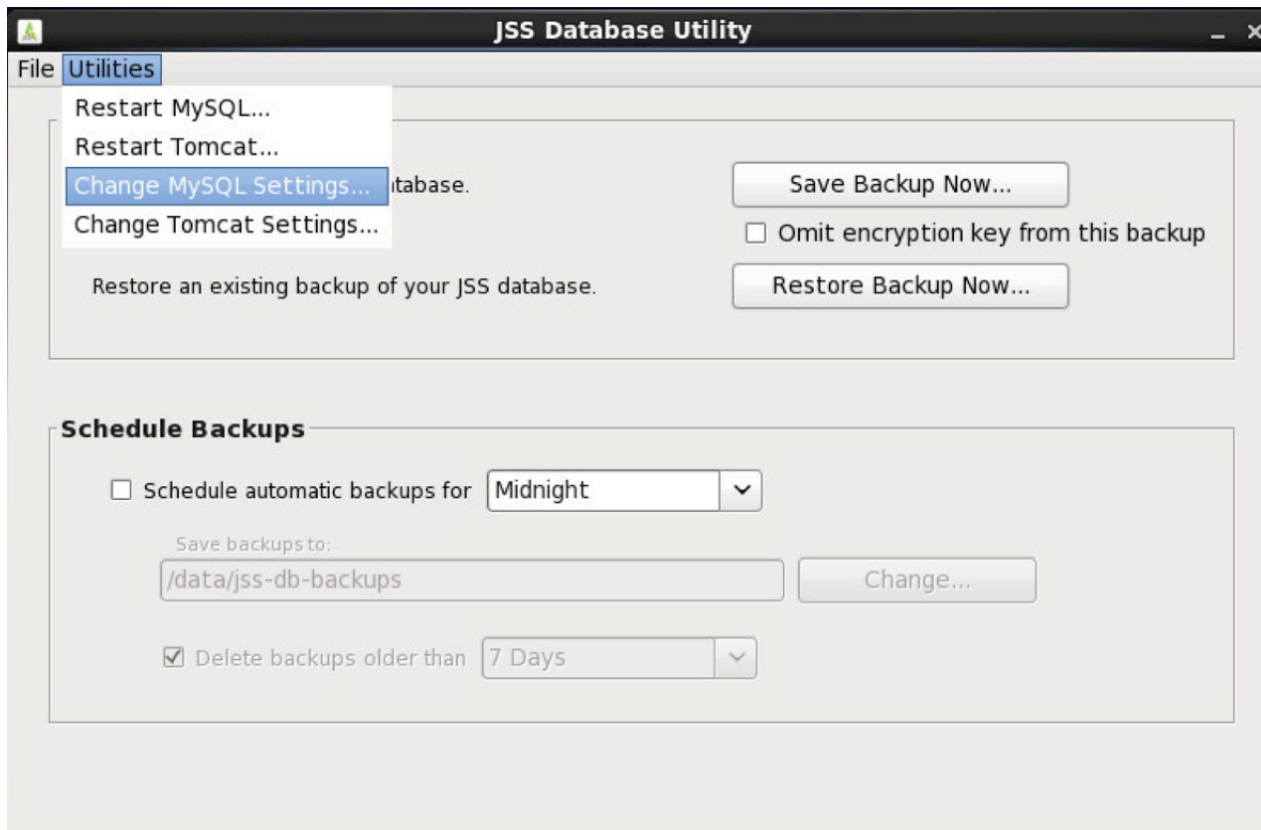 JSS Database Utility
File Utilities
Restart MySQL...
Restart Tomcat...
Change MySQL Settings...
Change Tomcat Settings...
Save Backup Now...
Omit encryption key from this backup
Restore an existing backup of your JSS database.
Restore Backup Now...
Schedule Backups
Schedule automatic backups for Midnight
Save backups to:
/data/jss-db-backups Change...
Delete backups older than 7 Days